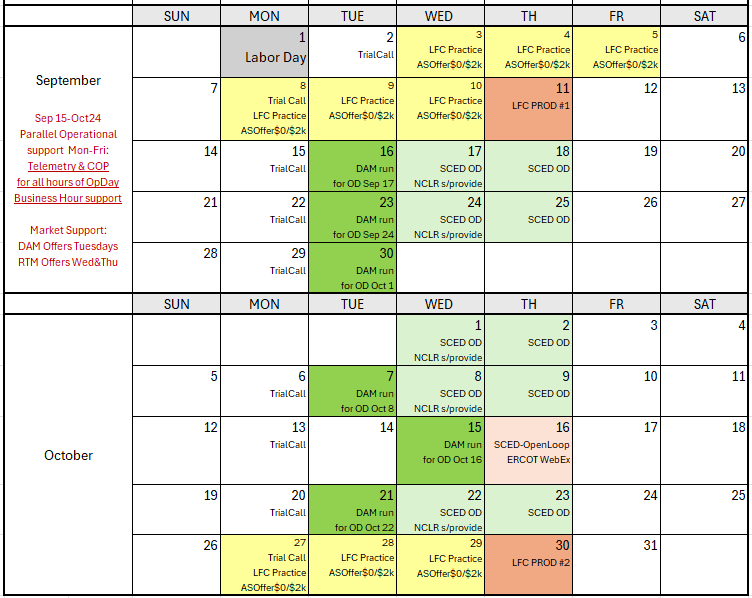 SUN MON TUE WED TH FR SAT
September
Sep 15-Oct24
Parallel Operational
support Mon-Fri:
Telemetry & COP
for all hours of OpDay
Business Hour support
Market Support:
DAM Offers Tuesdays
RTM Offers Wed&Thu
1
Labor Day
2
TrialCall
3
LFC Practice
ASOffer$0/$2k
4
LFC Practice
ASOffer$0/$2k
5
LFC Practice
ASOffer$0/$2k
6
7
8
Trial Call
LFC Practice
ASOffer$0/$2k
9
LFC Practice
ASOffer$0/$2k
10
LFC Practice
ASOffer$0/$2k
11
LFC PROD #1
12
13
14
15
TrialCall
16
DAM run
for OD Sep 17
17
SCED OD
NCLR s/provide
18
SCED OD
19
20
21
22
TrialCall
23
DAM run
for OD Sep 24
24
SCED OD
NCLR s/provide
25
SCED OD
26
27
28
29
TrialCall
30
DAM run
for OD Oct 1
SUN MON TUE WED TH FR SAT
October
1
SCED OD
NCLR s/provide
2
SCED OD
3
4
5
6
TrialCall
7
DAM run
for OD Oct 8
8
SCED OD
NCLR s/provide
9
SCED OD
10
11
12
13
TrialCall
14
15
DAM run
for OD Oct 16
16
SCED-OpenLoop
ERCOT WebEx
17
18
19
20
TrialCall
21
DAM run
for OD Oct 22
22
SCED OD
NCLR s/provide
23
SCED OD
24
25
26
27
Trial Call
LFC Practice
ASOffer$0/$2k
28
LFC Practice
ASOffer$0/$2k
29
LFC Practice
ASOffer$0/$2k
30
LFC PROD #2
31